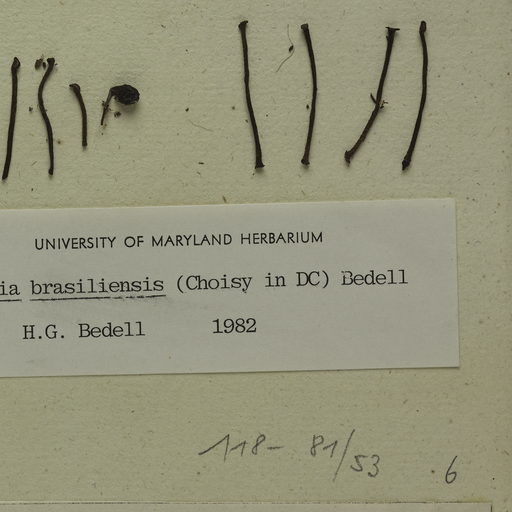 UNIVERSITY OF MARYLAND HERBARIUM
ia brasiliensis (Choisy in DC) Bedell
H.G. Bedell 1982
118- 81/53 6